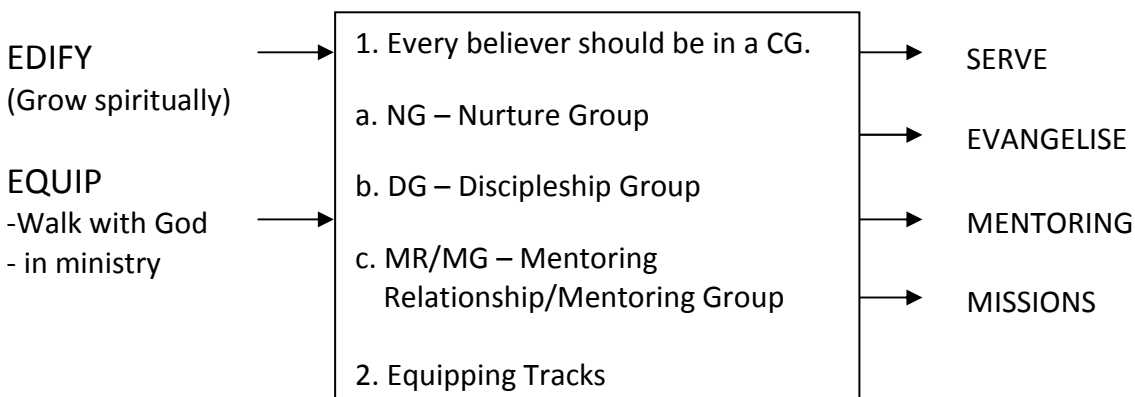 EDIFY
(Grow spiritually)
EQUIP
-Walk with God
- in ministry
1. Every believer should be in a CG.
a. NG – Nurture Group
b. DG – Discipleship Group
c. MR/MG – Mentoring
Relationship/Mentoring Group
2. Equipping Tracks
SERVE
EVANGELISE
MENTORING
MISSIONS